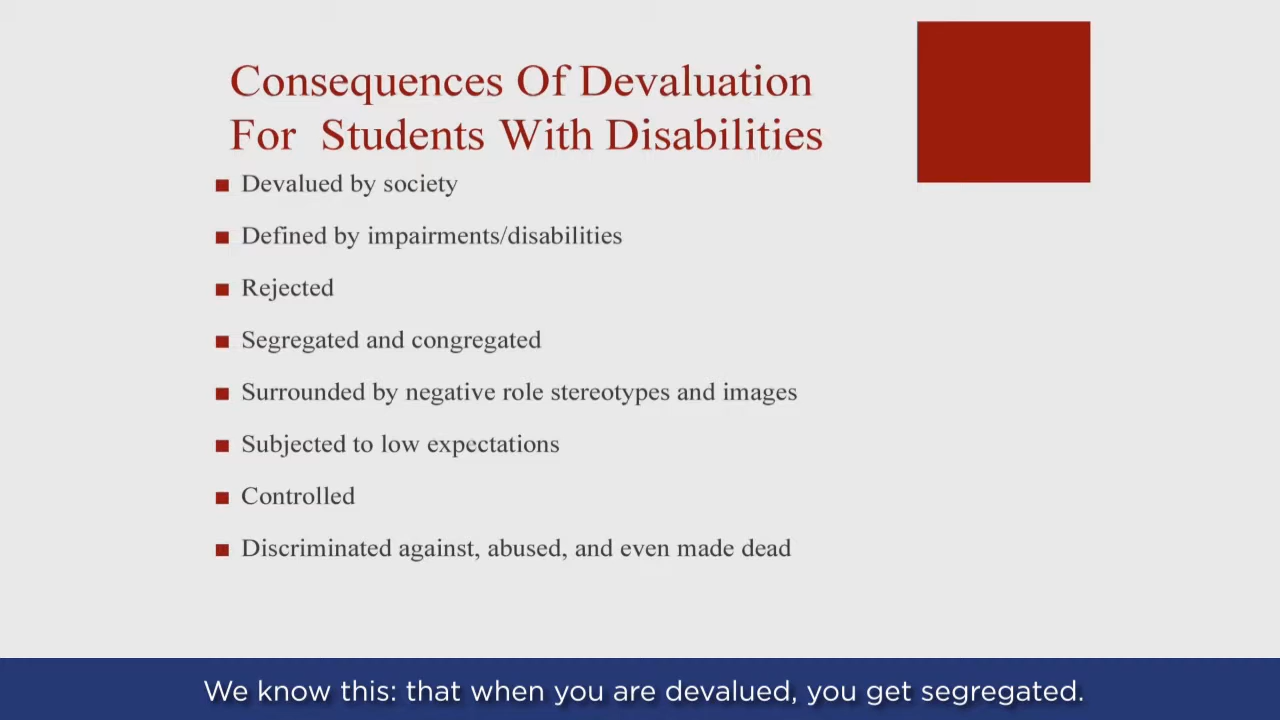 Consequences Of Devaluation
For Students With Disabilities
Devalued by society
Defined by impairments/disabilities
Rejected
Segregated and congregated
Surrounded by negative role stereotypes and images
Subjected to low expectations
Controlled
Discriminated against, abused, and even made dead
We know this: that when you are devalued, you get segregated.